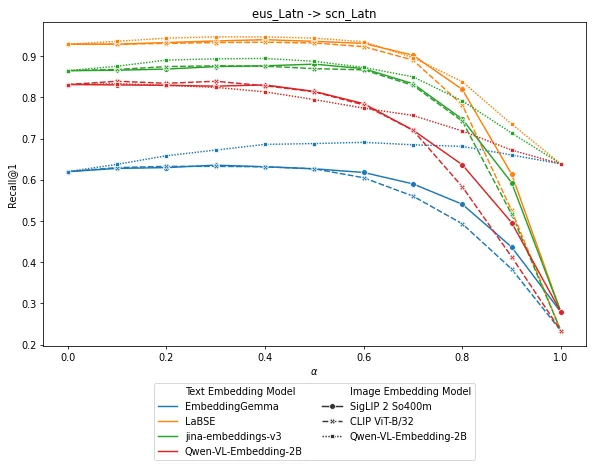 eus_Latn -> scn_Latn
Recall@1
0.9
0.8
0.7
0.6
0.5
0.4
0.3
0.2
0.0 0.2 0.4 0.6 0.8 1.0
α
Text Embedding Model Image Embedding Model
EmbeddingGemma SigLIP 2 So400m
LaBSE CLIP ViT-B/32
jina-embeddings-v3 Qwen-VL-Embedding-2B
Qwen-VL-Embedding-2B